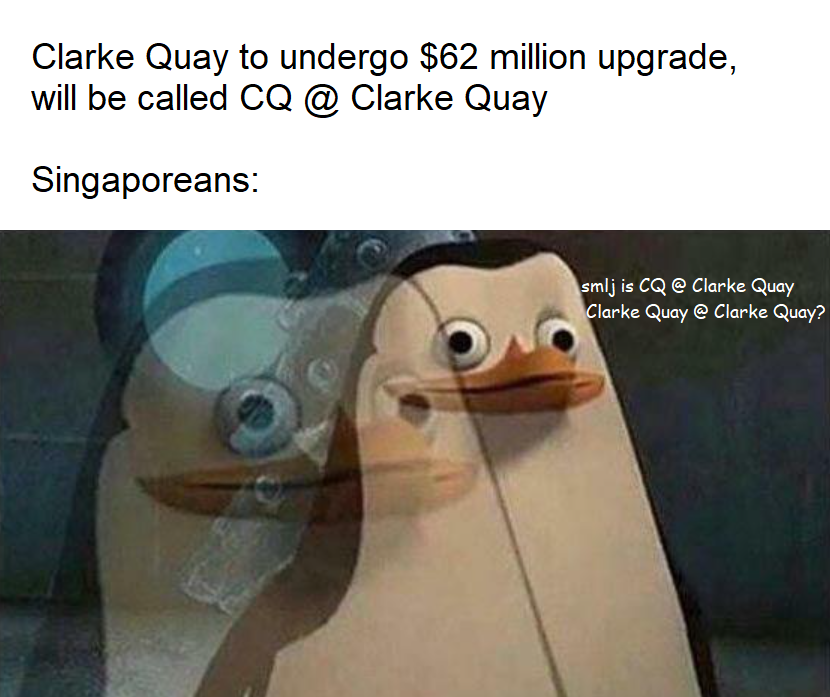 Clarke Quay to undergo $62 million upgrade,
will be called CQ @ Clarke Quay
Singaporeans:
smlj is CQ @ Clarke Quay
Clarke Quay @ Clarke Quay?